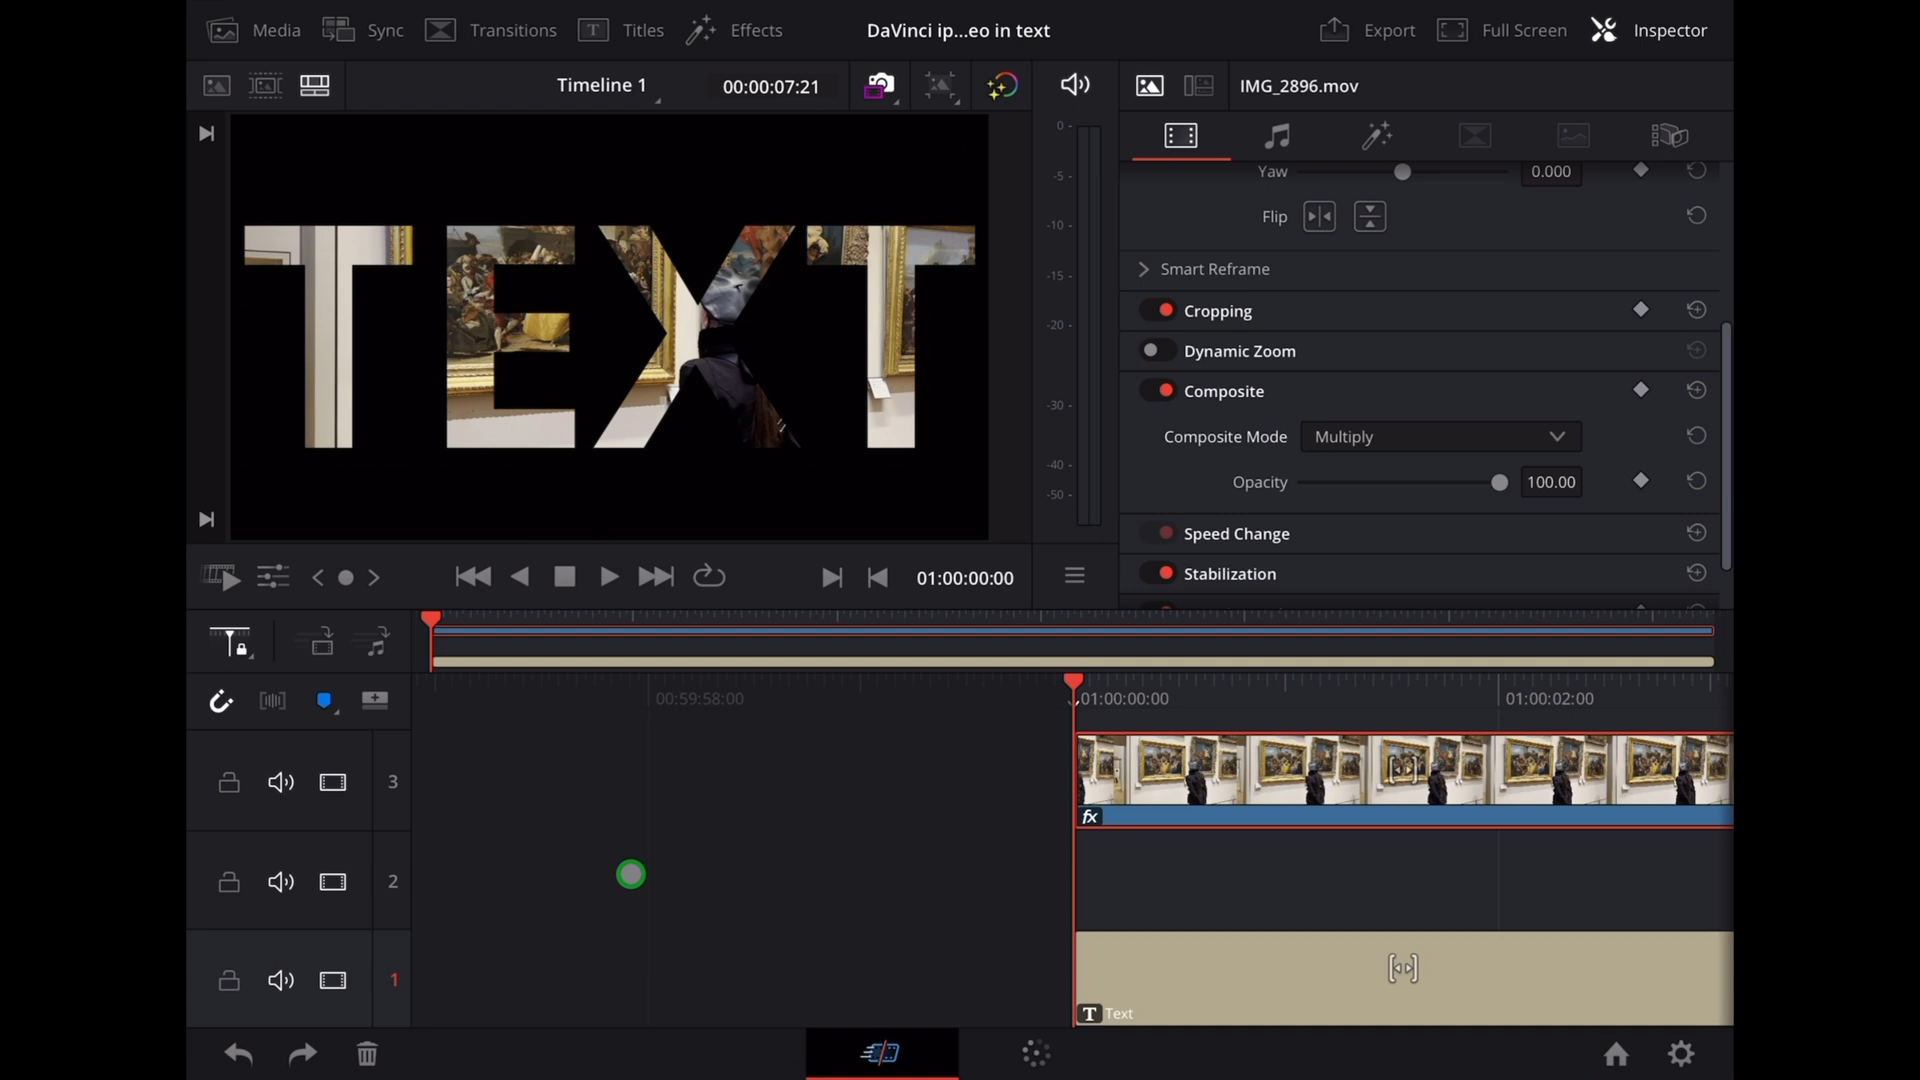 Media Sync Transitions Titles Effects DaVinci ip...eo in text Export Full Screen Inspector
Timeline 1 00:00:07:21 IMG_2896.mov
TEXT
0
-5
-10
-15
-20
-30
-40
-50
Yaw 0.000
Flip
Smart Reframe
Cropping
Dynamic Zoom
Composite
Composite Mode Multiply
Opacity 100.00
Speed Change
Stabilization
01:00:00:00
00:59:58:00 01:00:00:00 01:00:02:00
3
fx
2
1
T Text